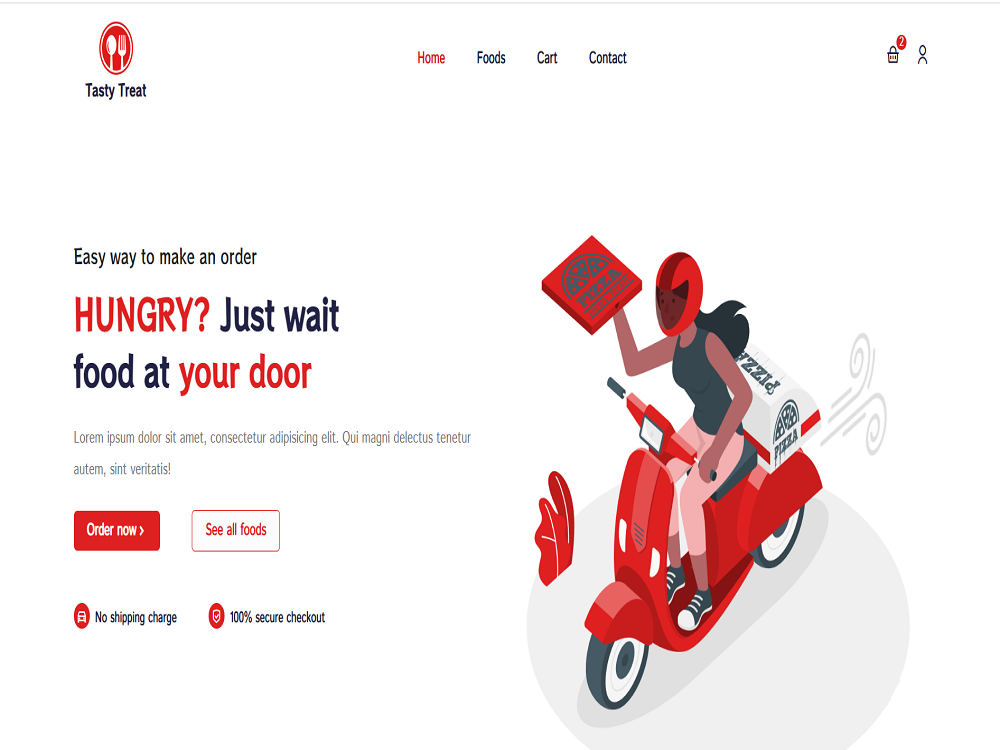 Tasty Treat
Home Foods Cart Contact
2
Easy way to make an order
HUNGRY? Just wait
food at your door
Lorem ipsum dolor sit amet, consectetur adipisicing elit. Qui magni delectus tenetur
autem, sint veritatis!
Order now ›
See all foods
No shipping charge
100% secure checkout
PIZZA
PIZZA
PIZZA